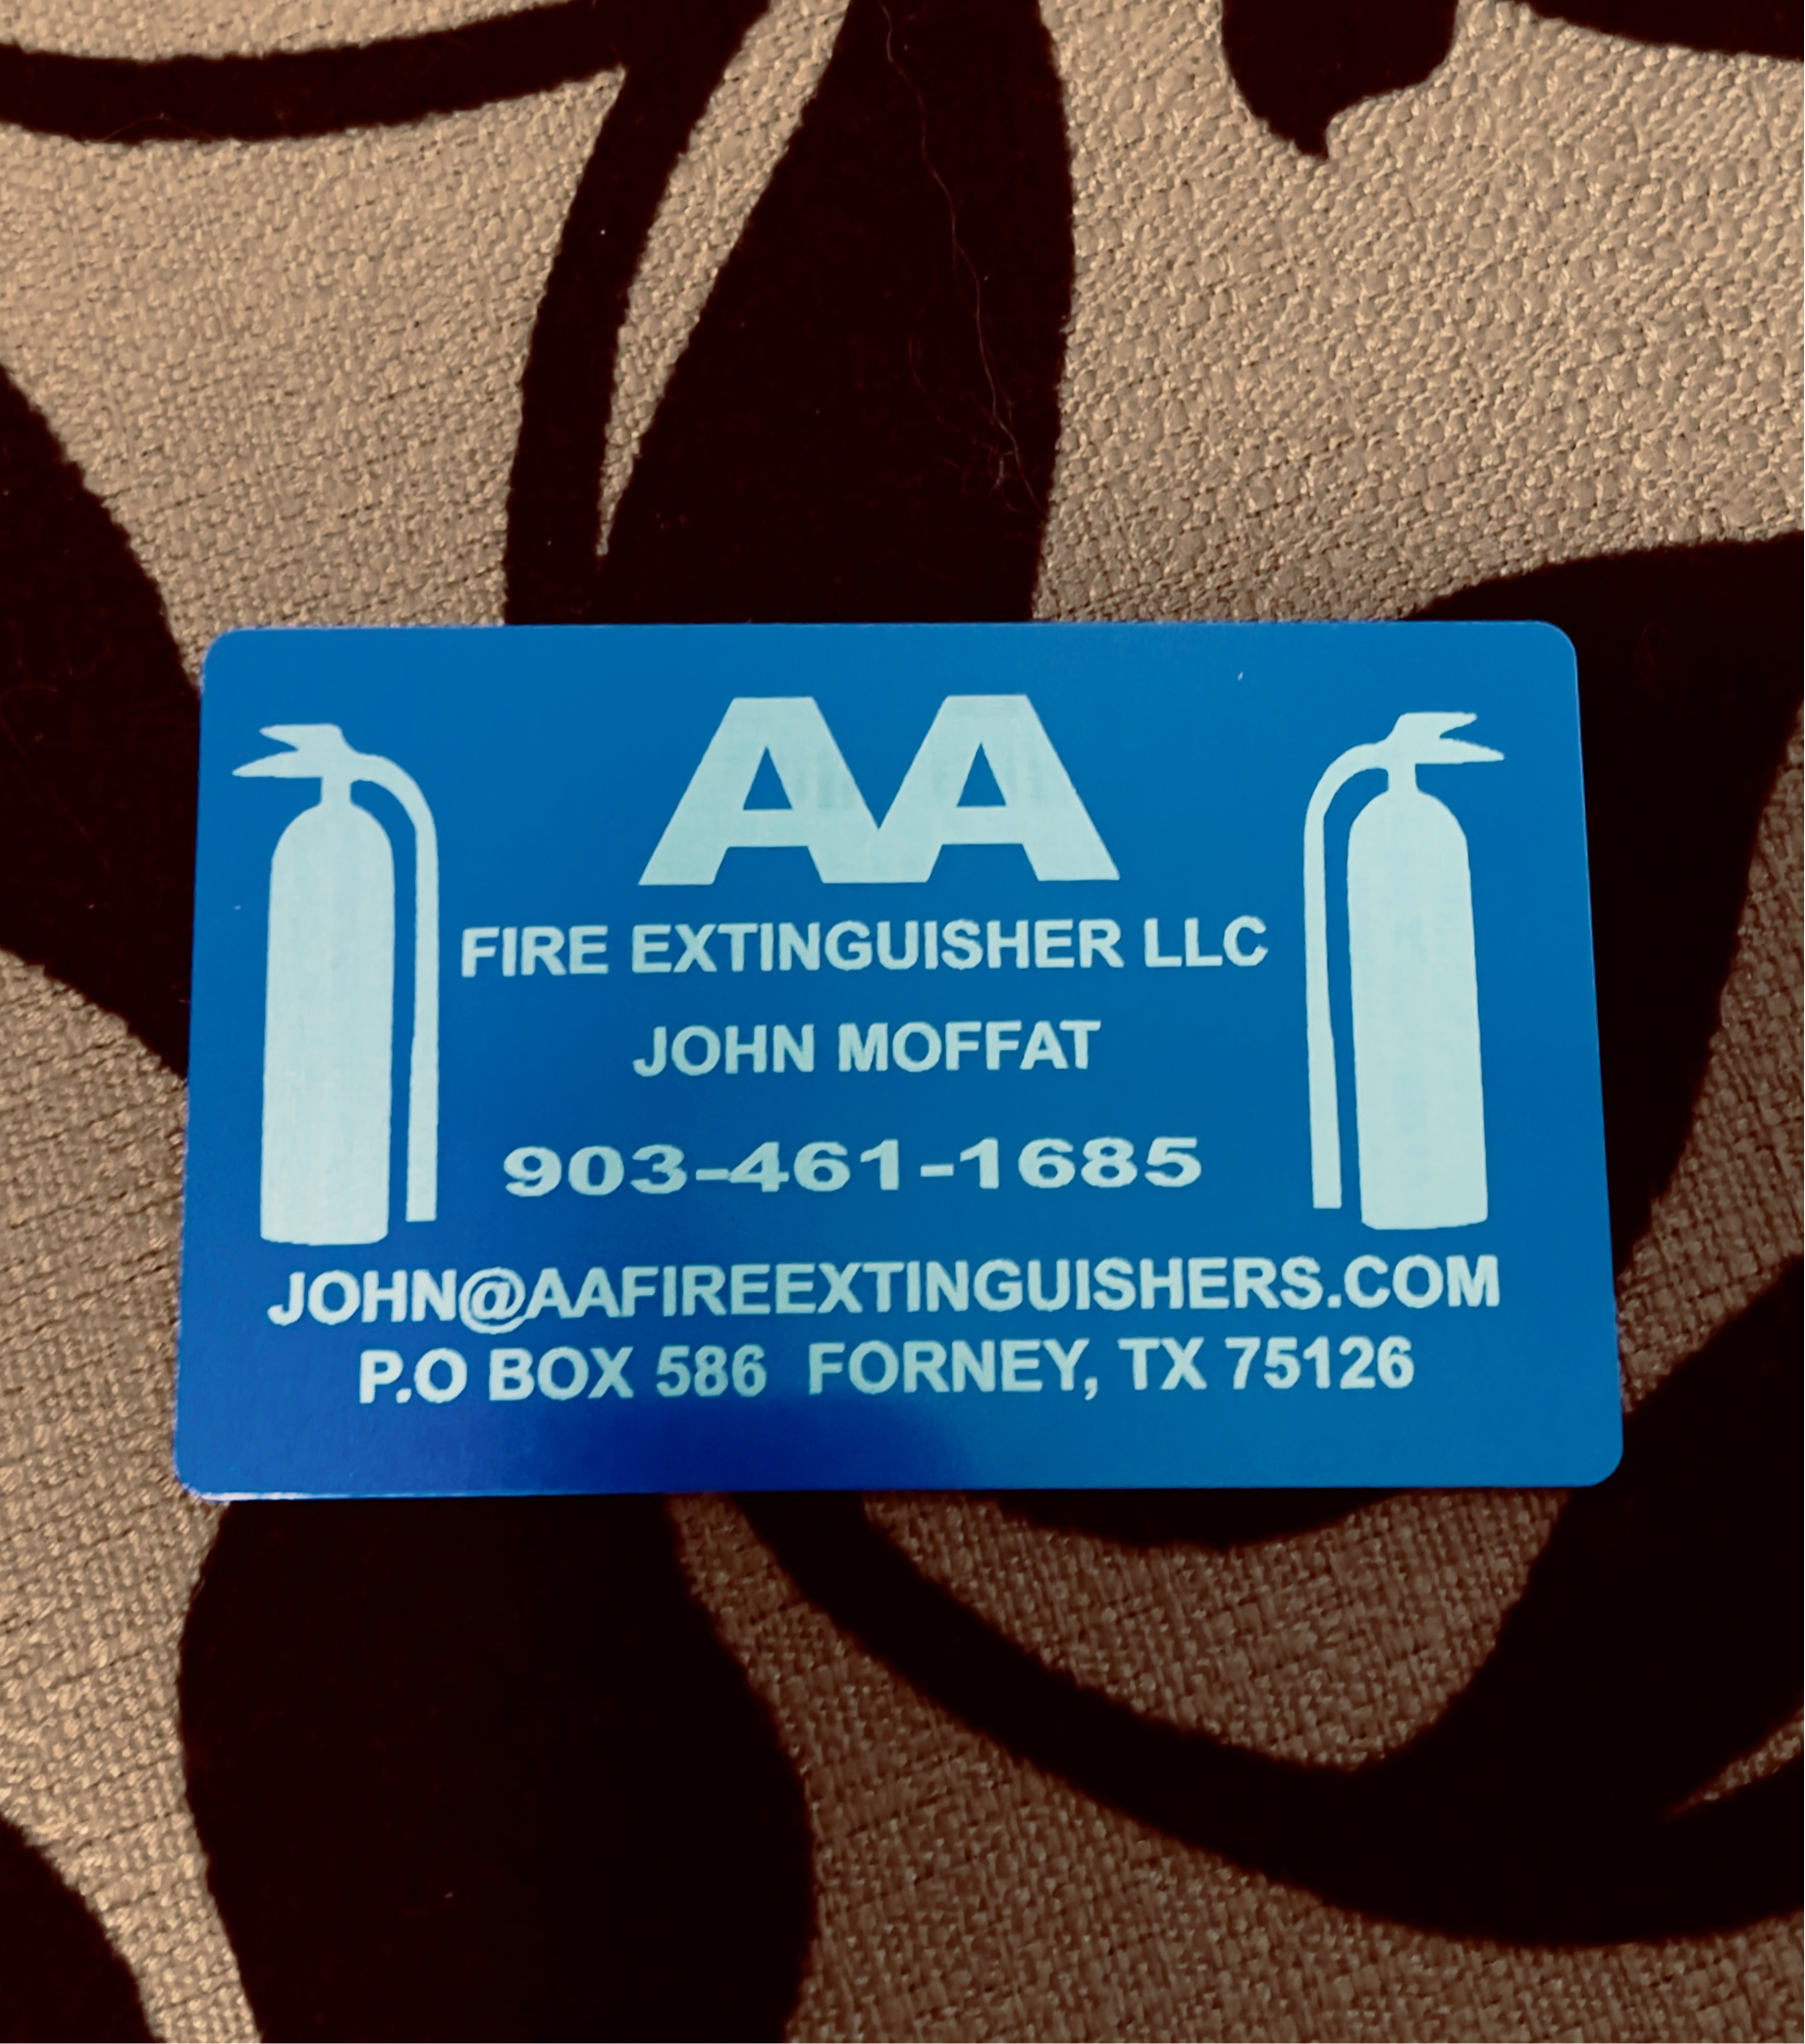 AA
FIRE EXTINGUISHER LLC
JOHN MOFFAT
903-461-1685
JOHN@AAFIREEXTINGUISHERS.COM
P.O BOX 586 FORNEY, TX 75126